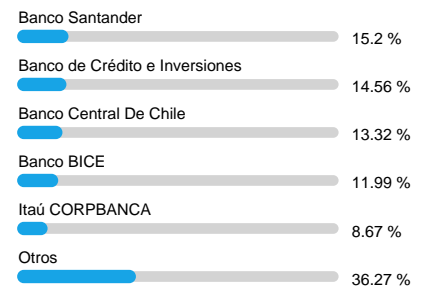 Banco Santander
15.2 %
Banco de Crédito e Inversiones
14.56 %
Banco Central De Chile
13.32 %
Banco BICE
11.99 %
Itaú CORPBANCA
8.67 %
Otros
36.27 %